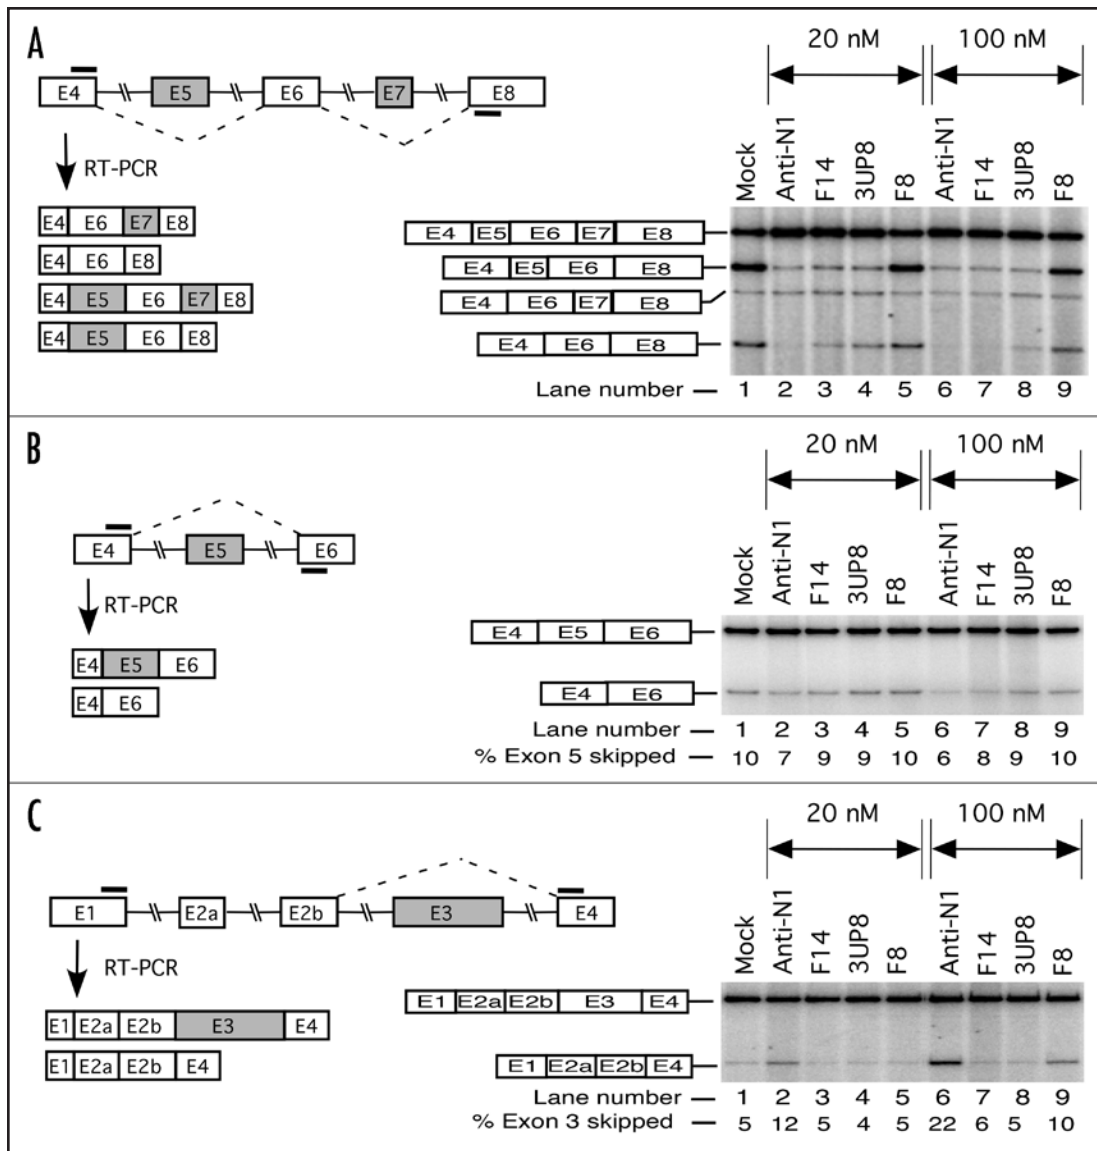 A
20 nM 100 nM
E4 E5 E6 E7 E8
RT-PCR
Mock Anti-N1 F14 3UP8 F8 Anti-N1 F14 3UP8 F8
E4 E6 E7 E8
E4 E6 E8
E4 E5 E6 E7 E8
E4 E5 E6 E8
E4 E5 E6 E7 E8
E4 E5 E6 E8
E4 E6 E7 E8
E4 E6 E8
Lane number 1 2 3 4 5 6 7 8 9
B
20 nM 100 nM
E4 E5 E6
RT-PCR
Mock Anti-N1 F14 3UP8 F8 Anti-N1 F14 3UP8 F8
E4 E5 E6
E4 E6
E4 E5 E6
E4 E6
Lane number 1 2 3 4 5 6 7 8 9
% Exon 5 skipped 10 7 9 9 10 6 8 9 10
C
20 nM 100 nM
E1 E2a E2b E3 E4
RT-PCR
Mock Anti-N1 F14 3UP8 F8 Anti-N1 F14 3UP8 F8
E1 E2a E2b E3 E4
E1 E2a E2b E4
E1 E2a E2b E3 E4
E1 E2a E2b E4
Lane number 1 2 3 4 5 6 7 8 9
% Exon 3 skipped 5 12 5 4 5 22 6 5 10